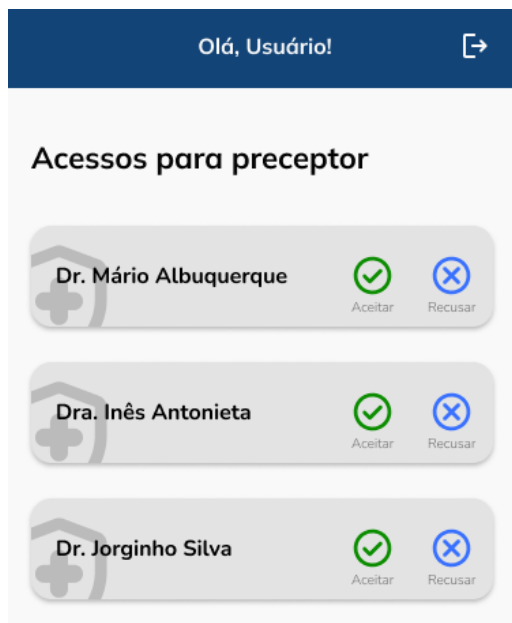 Olá, Usuário!
Acessos para preceptor
Dr. Mário Albuquerque
Aceitar
Recusar
Dra. Inês Antonieta
Aceitar
Recusar
Dr. Jorginho Silva
Aceitar
Recusar